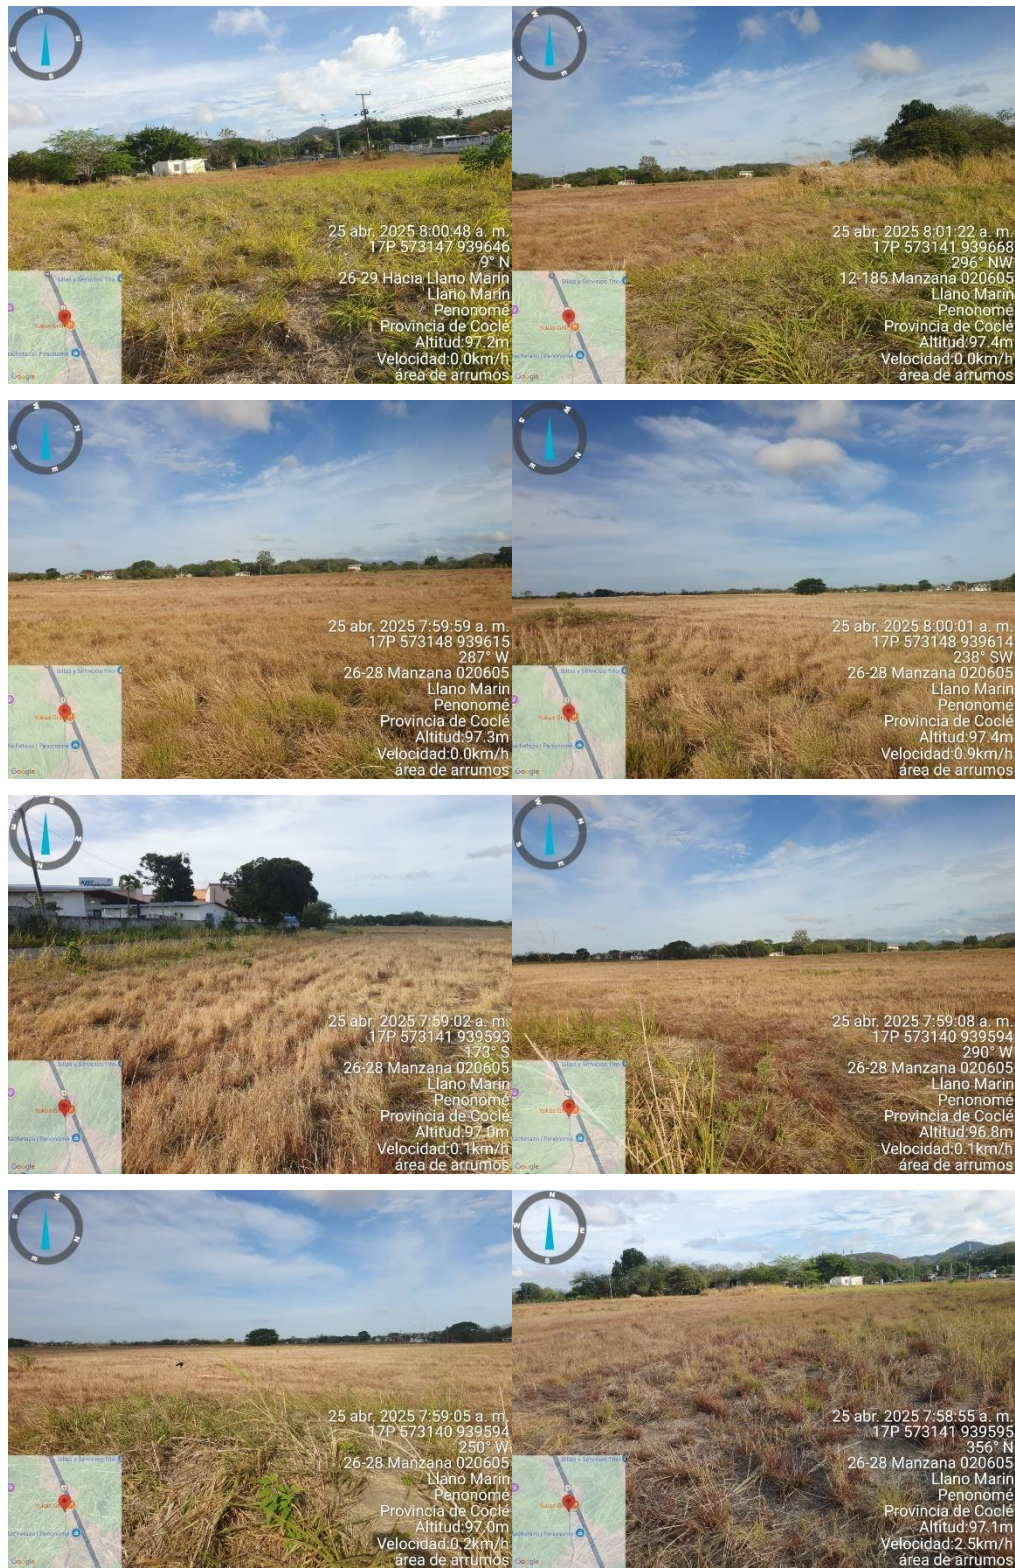 25 abr. 2025 8:00:48 a. m.
17P 573147 939646
9° N
26-29 Hacia Llano Marin
Llano Marin
Penonomé
Provincia de Coclé
Altitud:97.2m
Velocidad:0.0km/h
área de arrumos
Google
25 abr. 2025 8:01:22 a. m.
17P 573141 939668
296° NW
12-185 Manzana 020605
Llano Marin
Penonomé
Provincia de Coclé
Altitud:97.4m
Velocidad:0.0km/h
área de arrumos
Google
25 abr. 2025 7:59:59 a. m.
17P 573148 939615
287° W
26-28 Manzana 020605
Llano Marin
Penonomé
Provincia de Coclé
Altitud:97.3m
Velocidad:0.0km/h
área de arrumos
Google
25 abr. 2025 8:00:01 a. m.
17P 573148 939614
238° SW
26-28 Manzana 020605
Llano Marin
Penonomé
Provincia de Coclé
Altitud:97.4m
Velocidad:0.9km/h
área de arrumos
Google
25 abr. 2025 7:59:02 a. m.
17P 573141 939593
173° S
26-28 Manzana 020605
Llano Marin
Penonomé
Provincia de Coclé
Altitud:97.0m
Velocidad:0.1km/h
área de arrumos
Google
25 abr. 2025 7:59:08 a. m.
17P 573140 939594
290° W
26-28 Manzana 020605
Llano Marin
Penonomé
Provincia de Coclé
Altitud:96.8m
Velocidad:0.1km/h
área de arrumos
Google
25 abr. 2025 7:59:05 a. m.
17P 573140 939594
250° W
26-28 Manzana 020605
Llano Marin
Penonomé
Provincia de Coclé
Altitud:97.0m
Velocidad:0.2km/h
área de arrumos
Google
25 abr. 2025 7:58:55 a. m.
17P 573141 939595
356° N
26-28 Manzana 020605
Llano Marin
Penonomé
Provincia de Coclé
Altitud:97.1m
Velocidad:2.5km/h
área de arrumos
Google